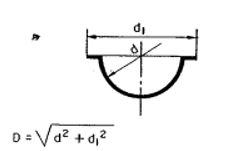 d₁
d
D = √(d² + d₁²)